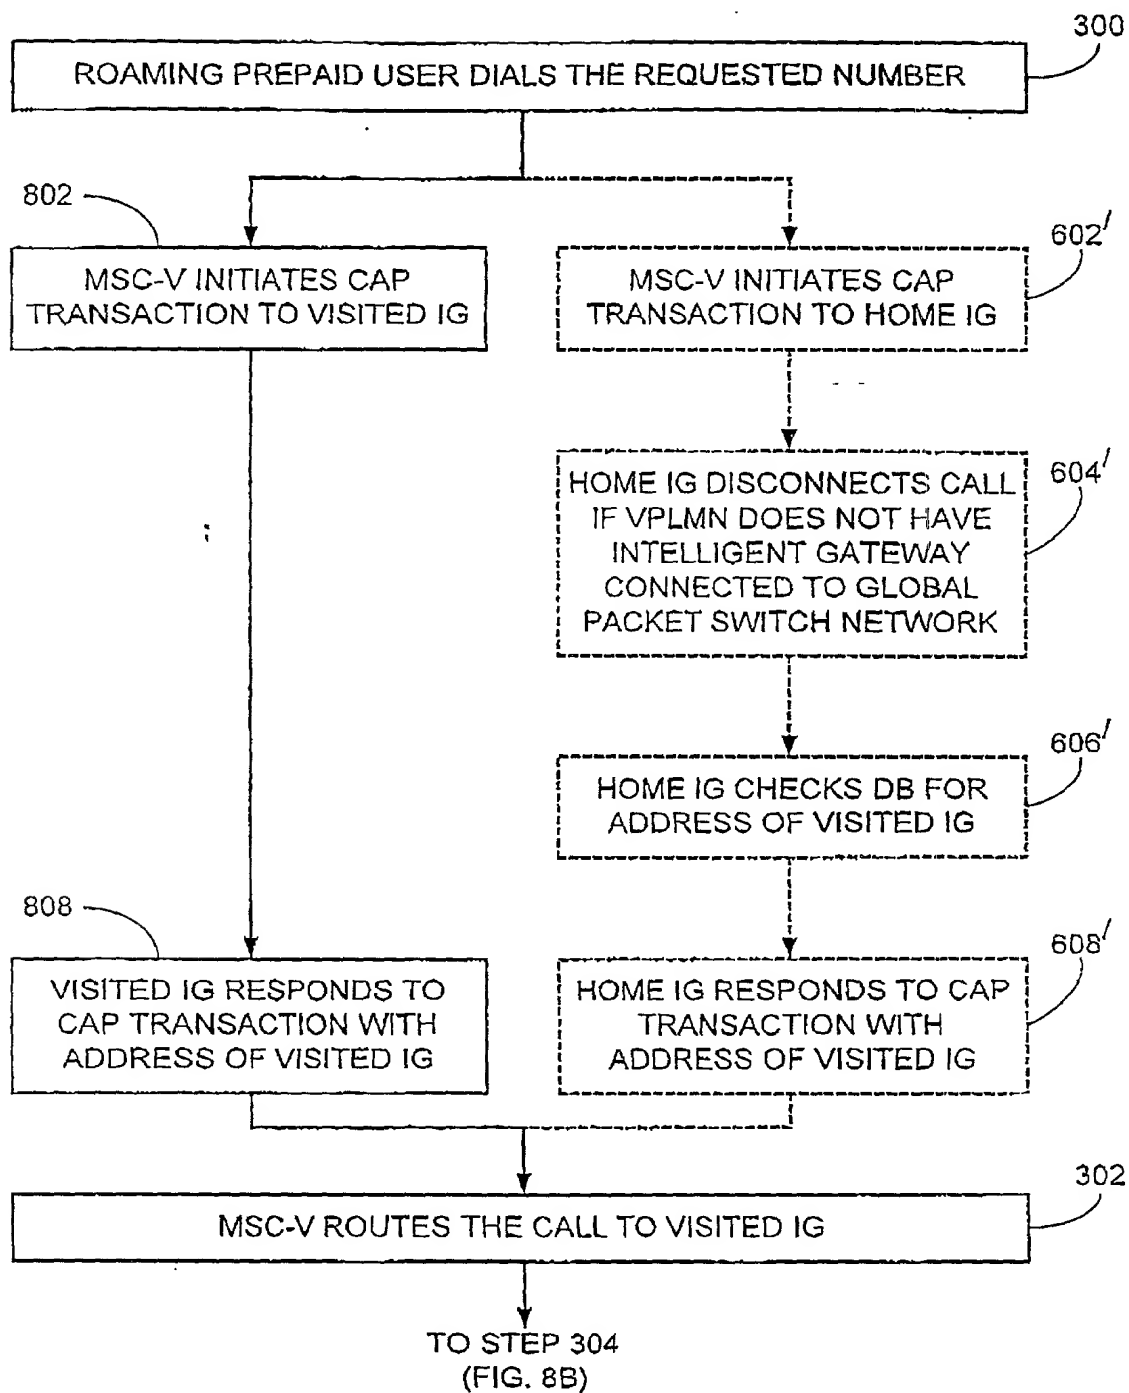 300
ROAMING PREPAID USER DIALS THE REQUESTED NUMBER
802
MSC-V INITIATES CAP
TRANSACTION TO VISITED IG
602'
MSC-V INITIATES CAP
TRANSACTION TO HOME IG
604'
HOME IG DISCONNECTS CALL
IF VPLMN DOES NOT HAVE
INTELLIGENT GATEWAY
CONNECTED TO GLOBAL
PACKET SWITCH NETWORK
606'
HOME IG CHECKS DB FOR
ADDRESS OF VISITED IG
808
VISITED IG RESPONDS TO
CAP TRANSACTION WITH
ADDRESS OF VISITED IG
608'
HOME IG RESPONDS TO CAP
TRANSACTION WITH
ADDRESS OF VISITED IG
302
MSC-V ROUTES THE CALL TO VISITED IG
TO STEP 304
(FIG. 8B)